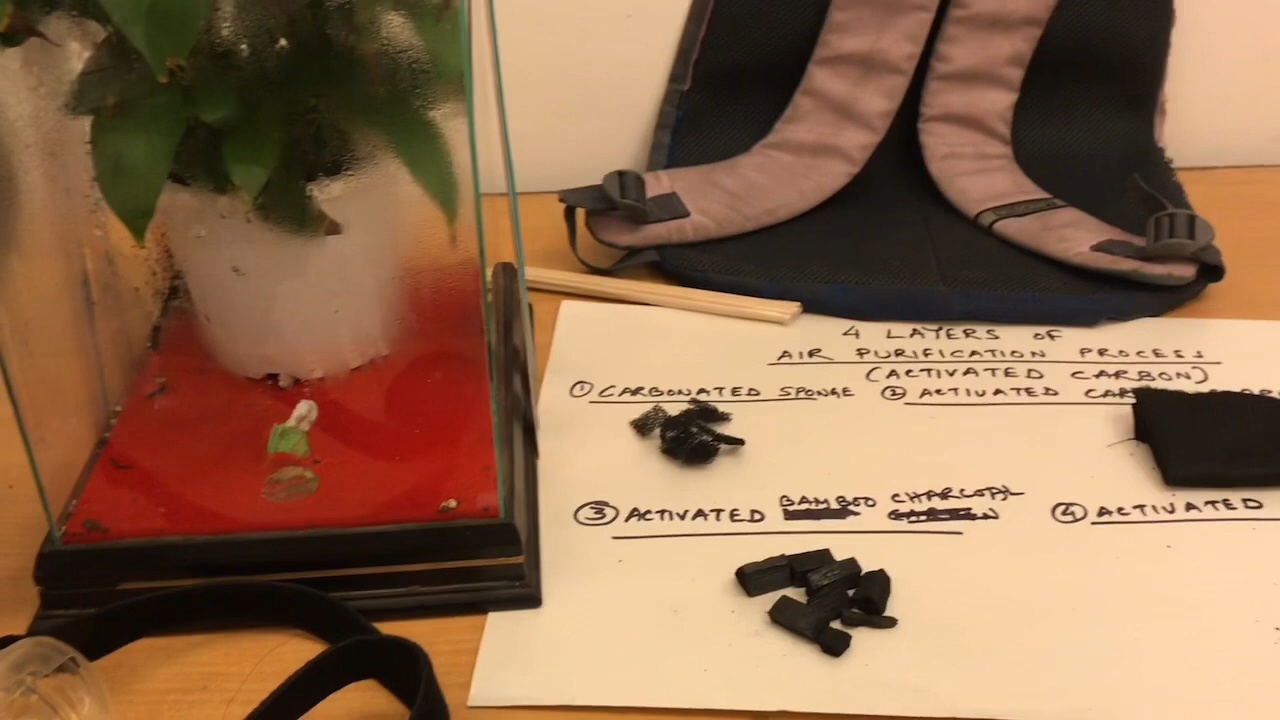 4 LAYERS OF
AIR PURIFICATION PROCESS
(ACTIVATED CARBON)
① CARBONATED SPONGE ② ACTIVATED
③ ACTIVATED BAMBOO CHARCOAL ④ ACTIVATED